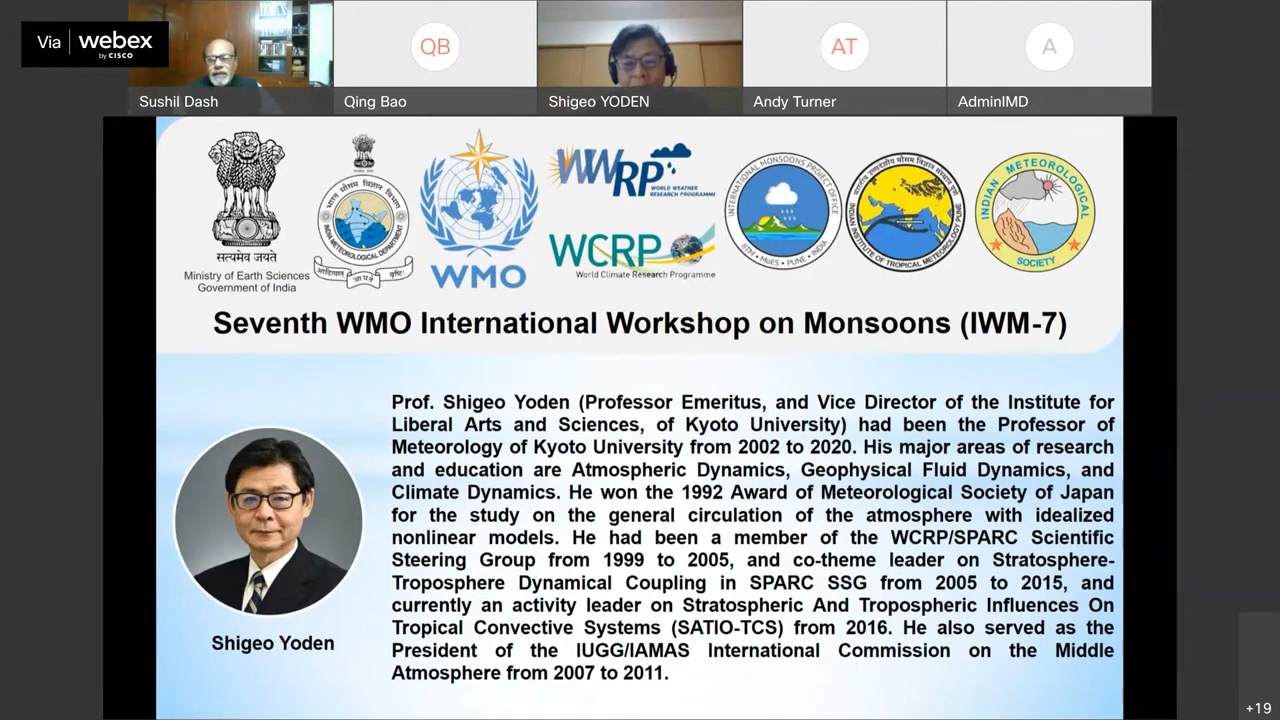 Via webex
by CISCO
QB
AT
A
Sushil Dash
Qing Bao
Shigeo YODEN
Andy Turner
AdminIMD
सत्यमेव जयते
Ministry of Earth Sciences
Government of India
भारत मौसम विज्ञान विभाग
INDIA METEOROLOGICAL DEPARTMENT
WMO
WWRP
WORLD WEATHER
RESEARCH PROGRAMME
WCRP
World Climate Research Programme
INTERNATIONAL MONSOONS PROJECT OFFICE
IITM • MoES • PUNE, INDIA
INDIAN INSTITUTE OF TROPICAL METEOROLOGY PUNE
INDIAN METEOROLOGICAL
SOCIETY
Seventh WMO International Workshop on Monsoons (IWM-7)
Prof. Shigeo Yoden (Professor Emeritus, and Vice Director of the Institute for
Liberal Arts and Sciences, of Kyoto University) had been the Professor of
Meteorology of Kyoto University from 2002 to 2020. His major areas of research
and education are Atmospheric Dynamics, Geophysical Fluid Dynamics, and
Climate Dynamics. He won the 1992 Award of Meteorological Society of Japan
for the study on the general circulation of the atmosphere with idealized
nonlinear models. He had been a member of the WCRP/SPARC Scientific
Steering Group from 1999 to 2005, and co-theme leader on Stratosphere-
Troposphere Dynamical Coupling in SPARC SSG from 2005 to 2015, and
currently an activity leader on Stratospheric And Tropospheric Influences On
Tropical Convective Systems (SATIO-TCS) from 2016. He also served as the
President of the IUGG/IAMAS International Commission on the Middle
Atmosphere from 2007 to 2011.
Shigeo Yoden
+19